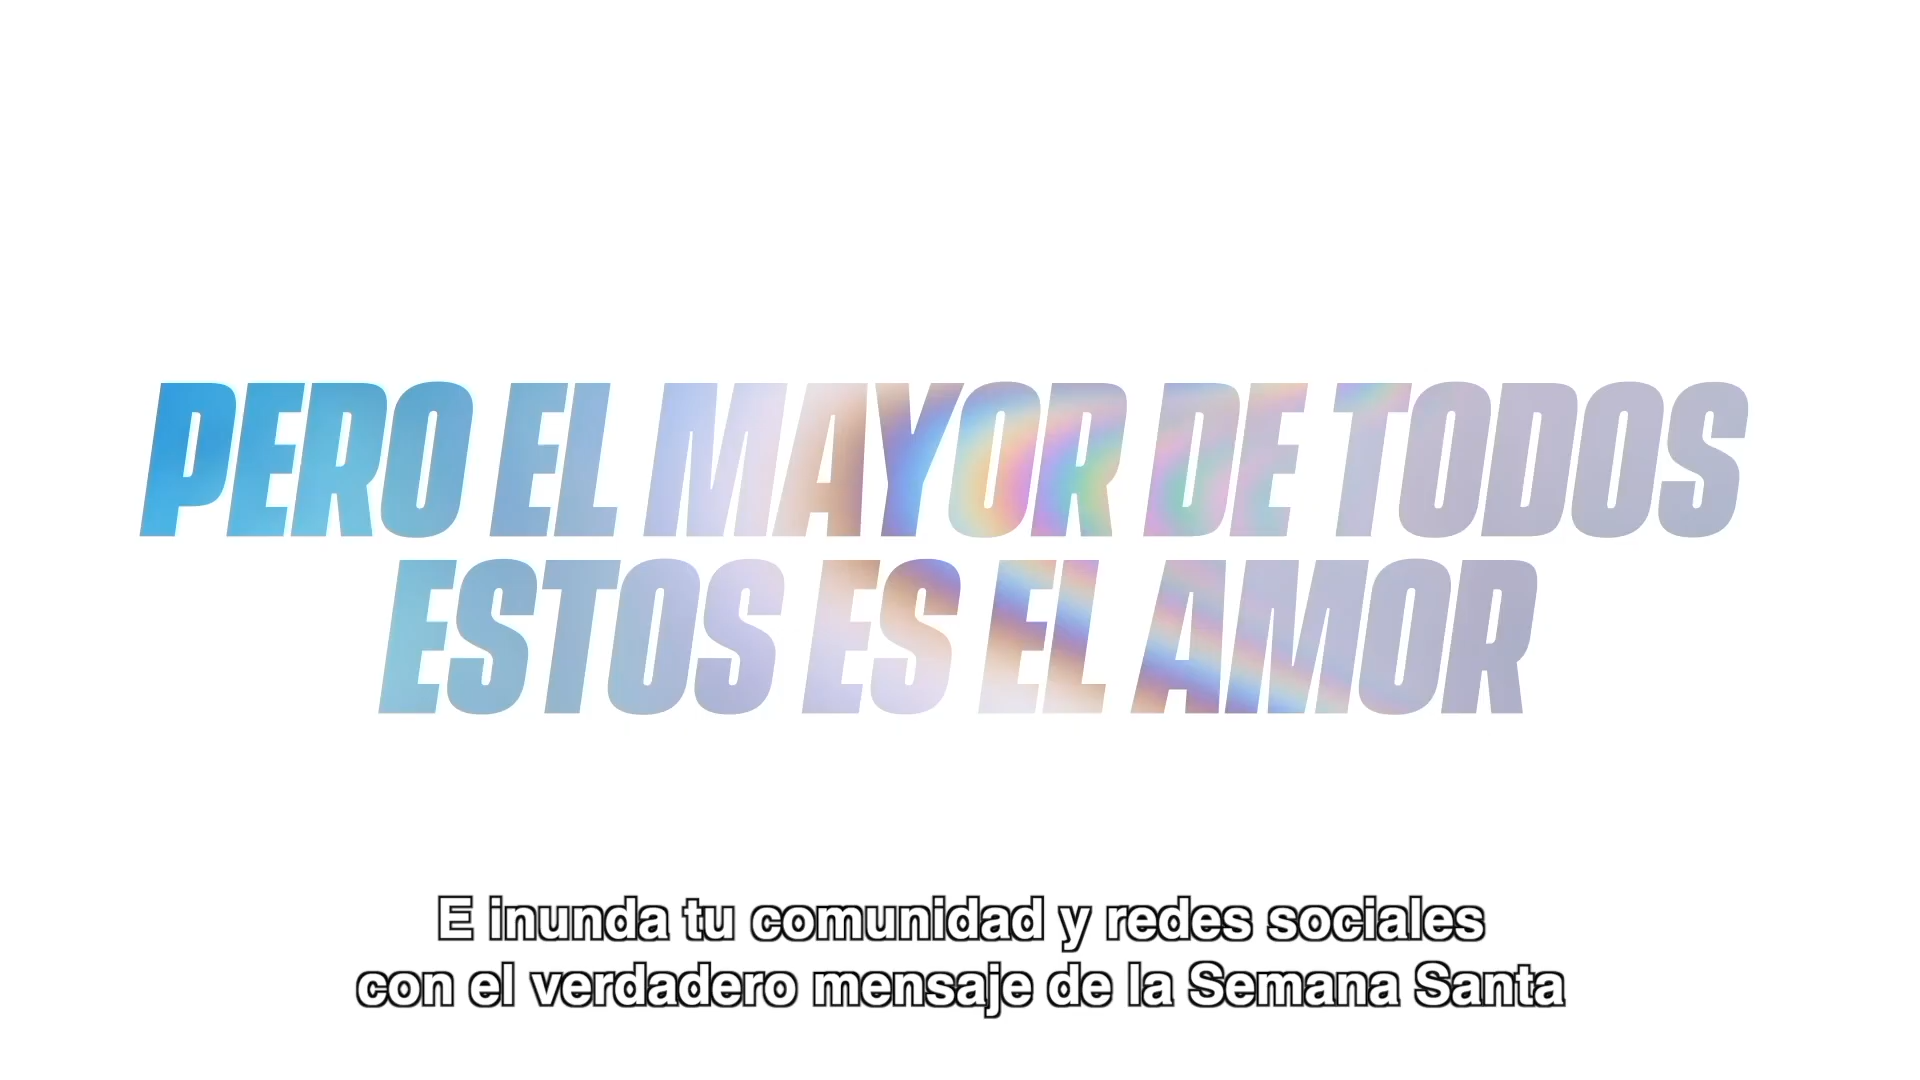 PERO EL MAYOR DE TODOS
ESTOS ES EL AMOR
E inunda tu comunidad y redes sociales
con el verdadero mensaje de la Semana Santa